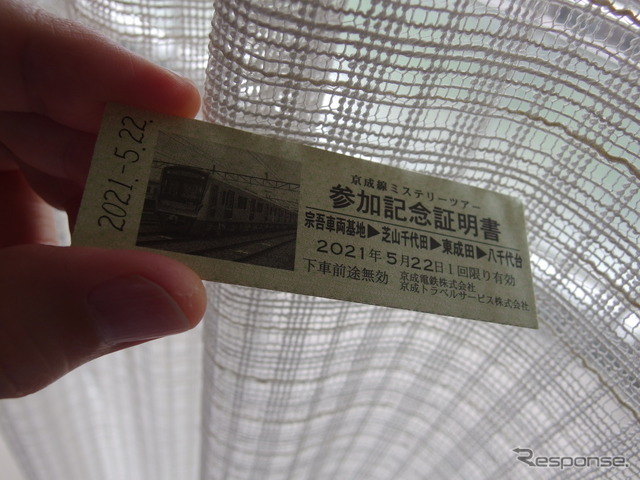 2021.-5.22.
京成線ミステリーツアー
参加記念証明書
宗吾車両基地▶芝山千代田▶東成田▶八千代台
2021年5月22日1回限り有効
下車前途無効
京成電鉄株式会社
京成トラベルサービス株式会社
Response.